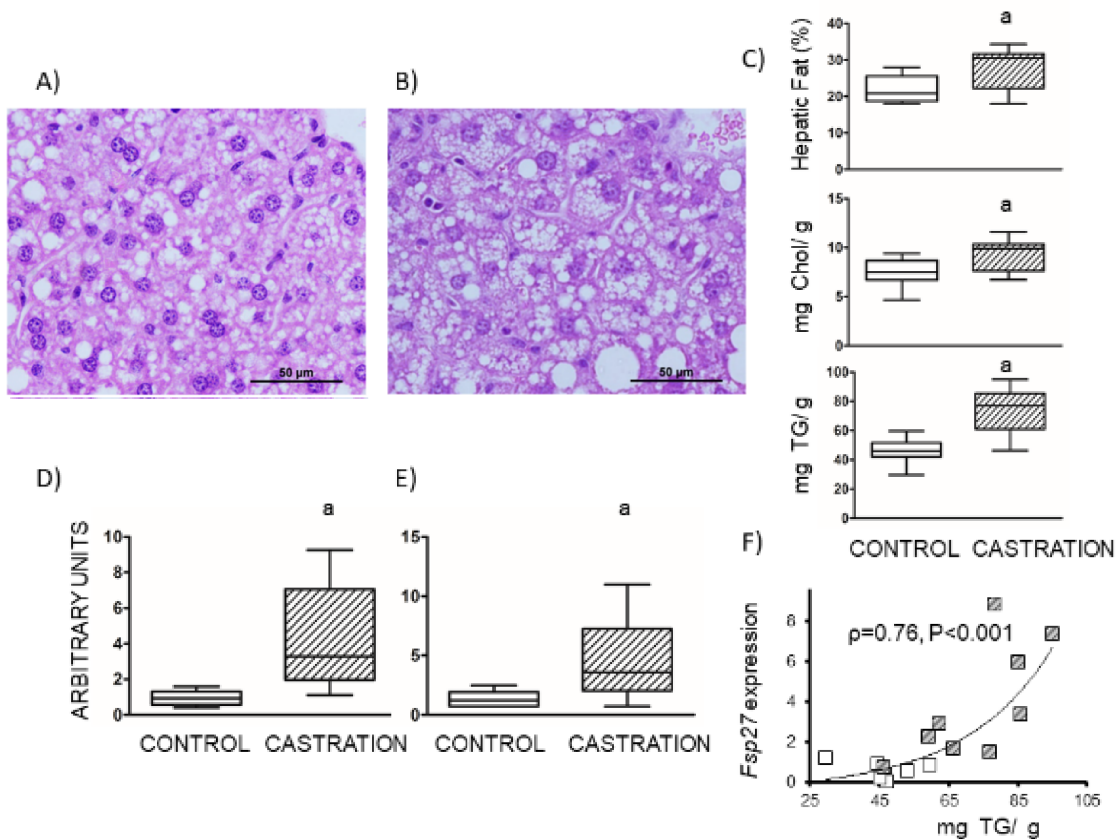 A)
B)
50 µm
50 µm
C)
Hepatic Fat (%)
40
30
20
10
0
a
mg Chol/ g
15
10
5
0
a
mg TG/ g
100
80
60
40
20
0
a
CONTROL CASTRATION
D)
ARBITRARY UNITS
10
8
6
4
2
0
a
CONTROL CASTRATION
E)
15
10
5
0
a
CONTROL CASTRATION
F)
Fsp27 expression
8
6
4
2
0
ρ=0.76, P<0.001
25 45 65 85 105
mg TG/ g